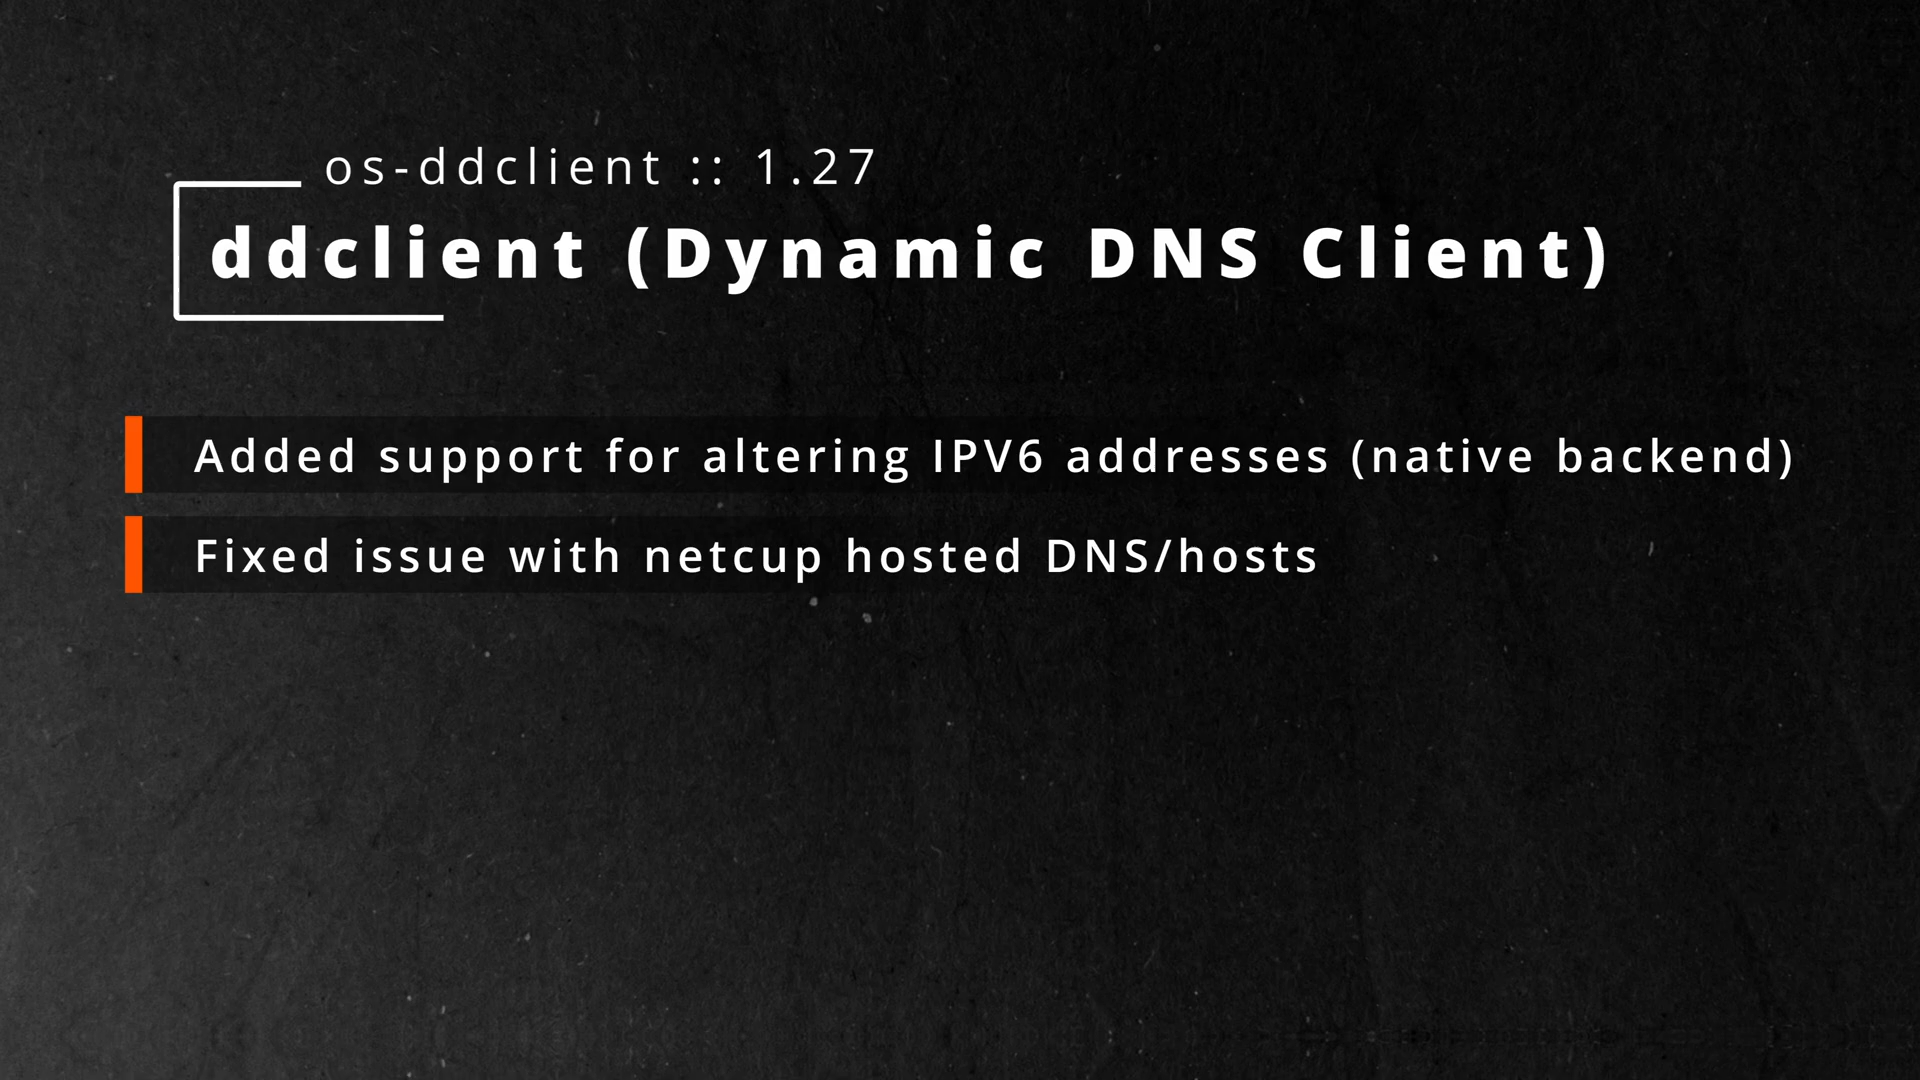 os-ddclient :: 1.27
ddclient (Dynamic DNS Client)
Added support for altering IPV6 addresses (native backend)
Fixed issue with netcup hosted DNS/hosts